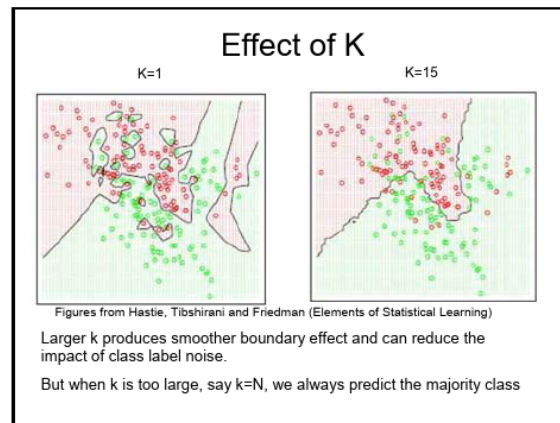 Effect of K
K=1
K=15
Figures from Hastie, Tibshirani and Friedman (Elements of Statistical Learning)
Larger k produces smoother boundary effect and can reduce the
impact of class label noise.
But when k is too large, say k=N, we always predict the majority class